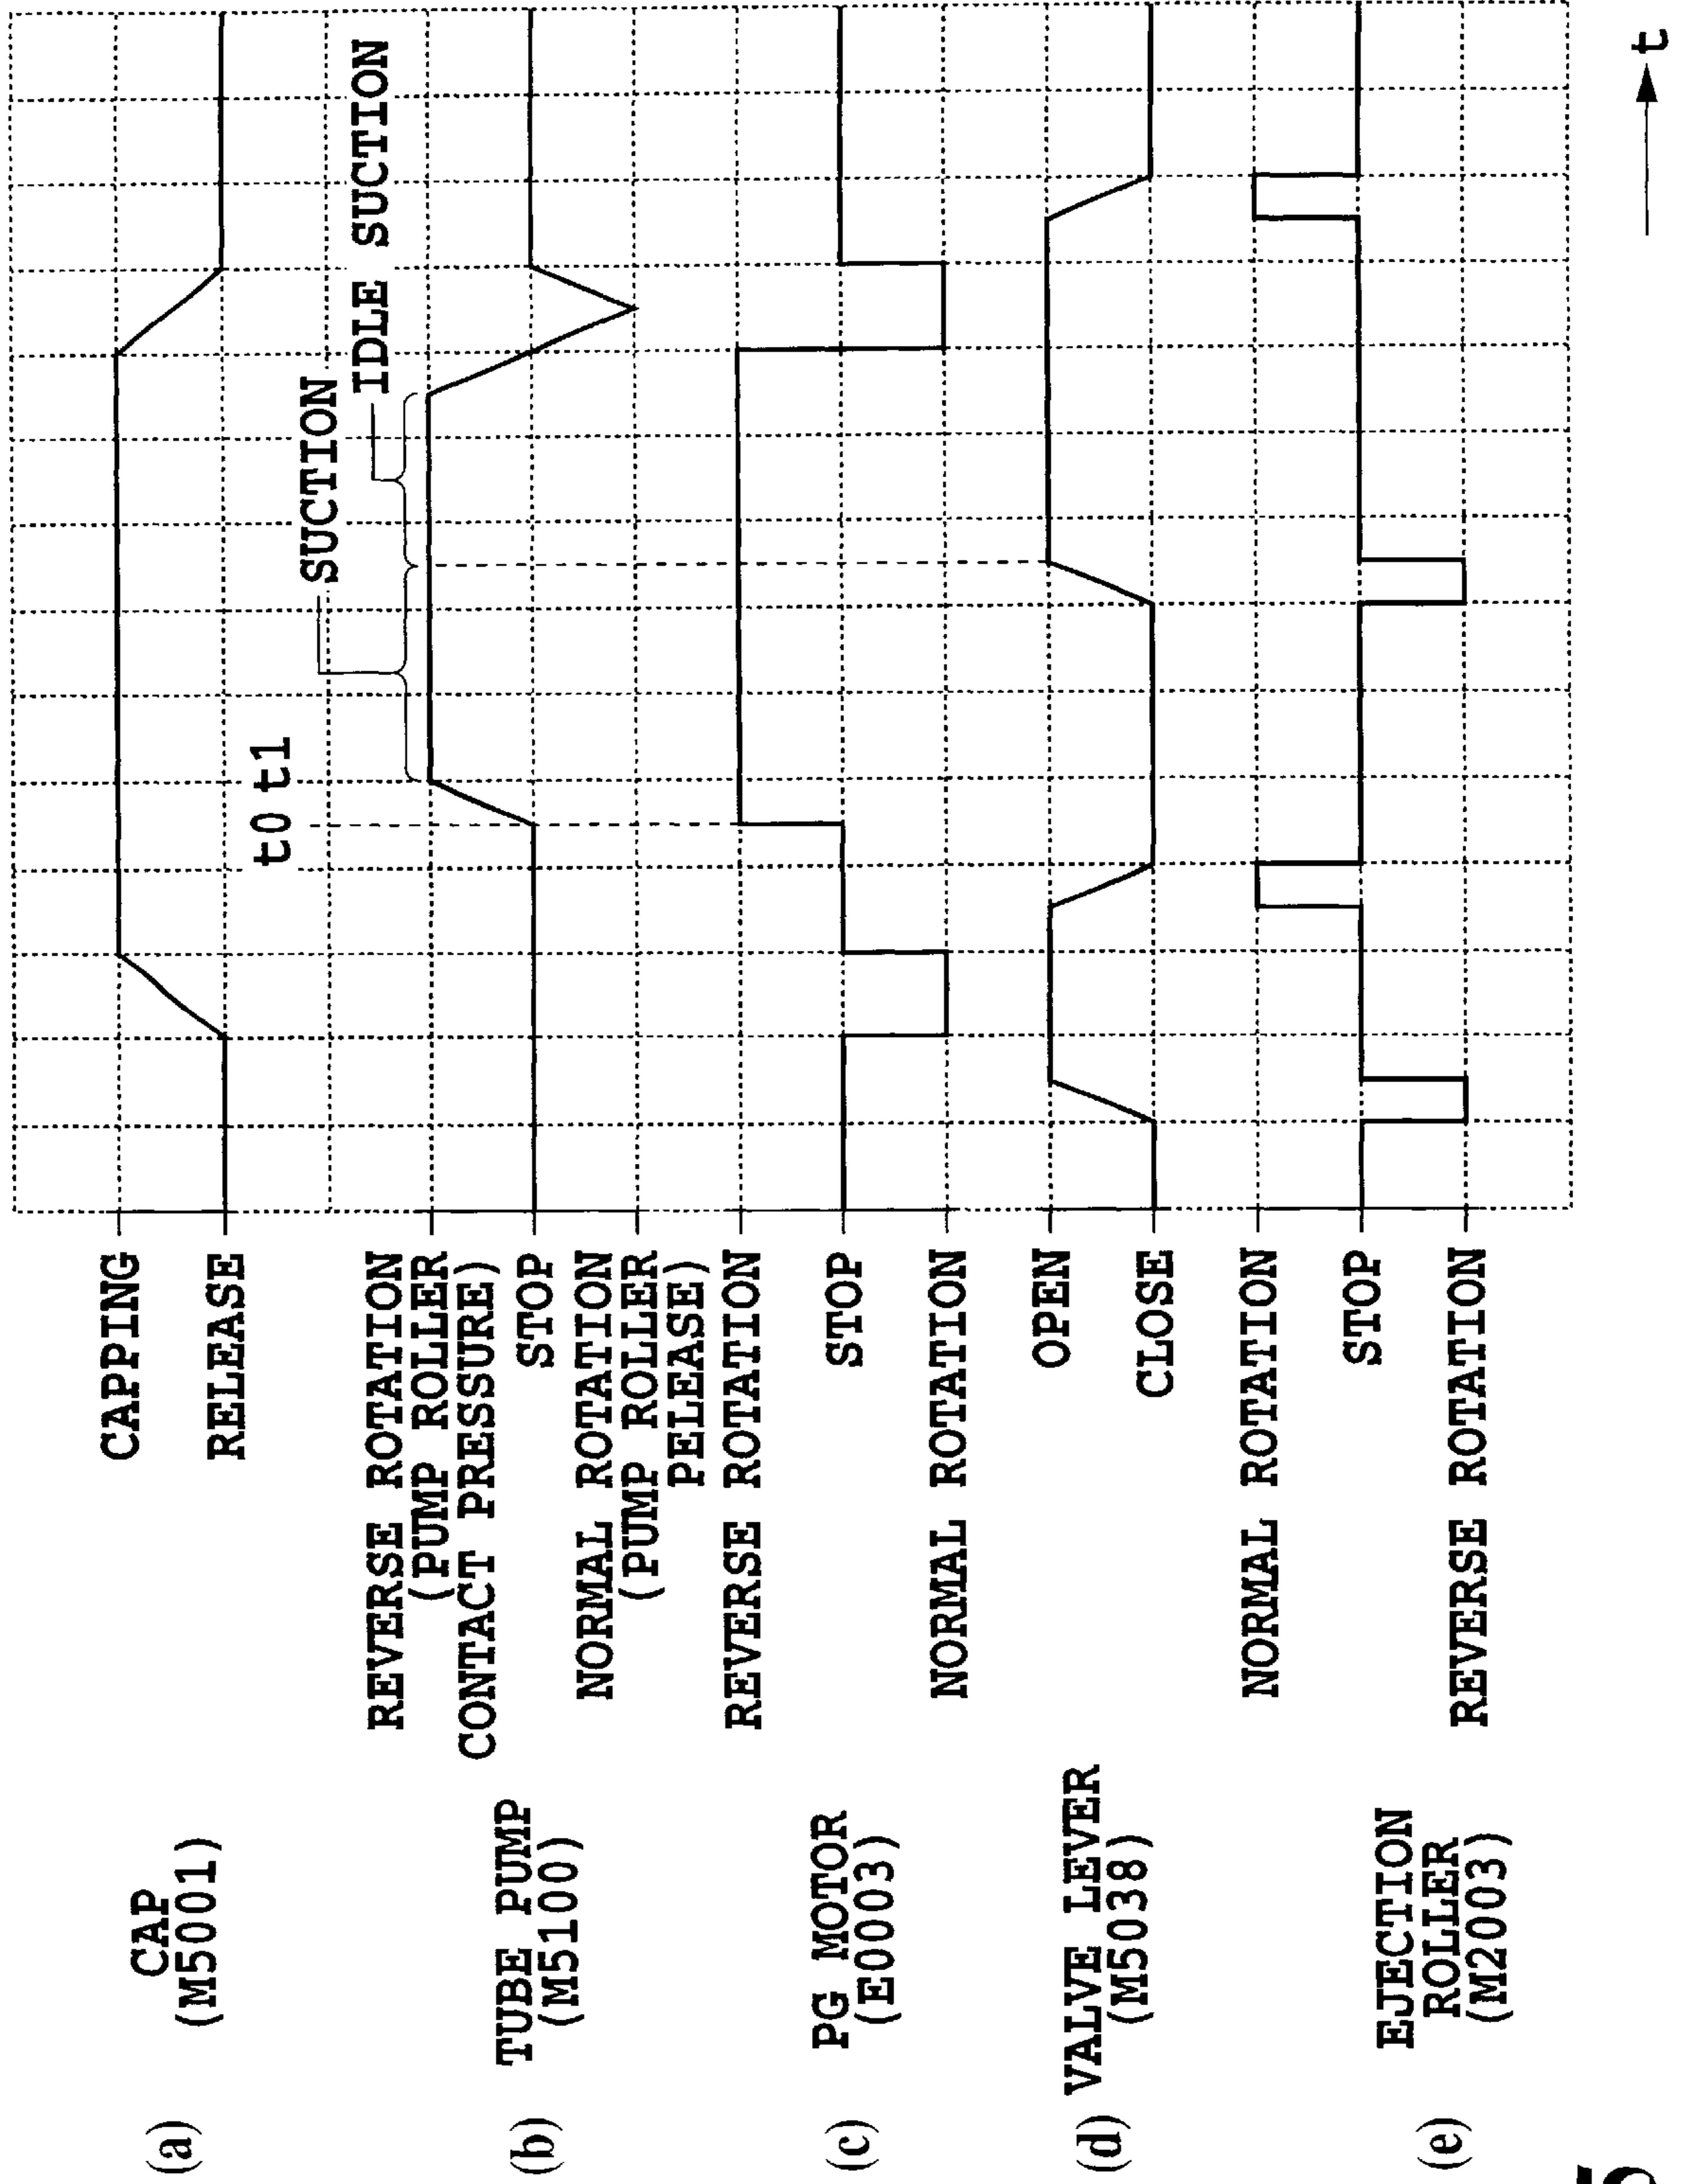 (a)
CAP
(M5001)
CAPPING
RELEASE
t0 t1
SUCTION
IDLE SUCTION
(b)
TUBE PUMP
(M5100)
REVERSE ROTATION
(PUMP ROLLER
CONTACT PRESSURE)
STOP
NORMAL ROTATION
(PUMP ROLLER
PELEASE)
(c)
PG MOTOR
(E0003)
REVERSE ROTATION
STOP
NORMAL ROTATION
(d)
VALVE LEVER
(M5038)
OPEN
CLOSE
(e)
EJECTION
ROLLER
(M2003)
NORMAL ROTATION
STOP
REVERSE ROTATION
t